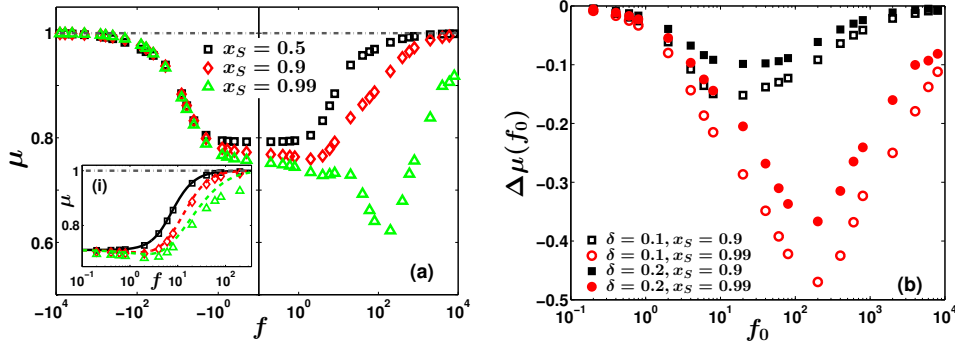 1
0.8
0.6
μ
x_S = 0.5
x_S = 0.9
x_S = 0.99
(i)
1
0.8
μ
10^-1
10^0
f
10^1
10^2
(a)
-10^4
-10^2
-10^0
10^0
10^2
10^4
f
0
-0.1
-0.2
-0.3
-0.4
-0.5
Δμ(f_0)
δ = 0.1, x_S = 0.9
δ = 0.1, x_S = 0.99
δ = 0.2, x_S = 0.9
δ = 0.2, x_S = 0.99
(b)
10^-1
10^0
10^1
10^2
10^3
10^4
f_0